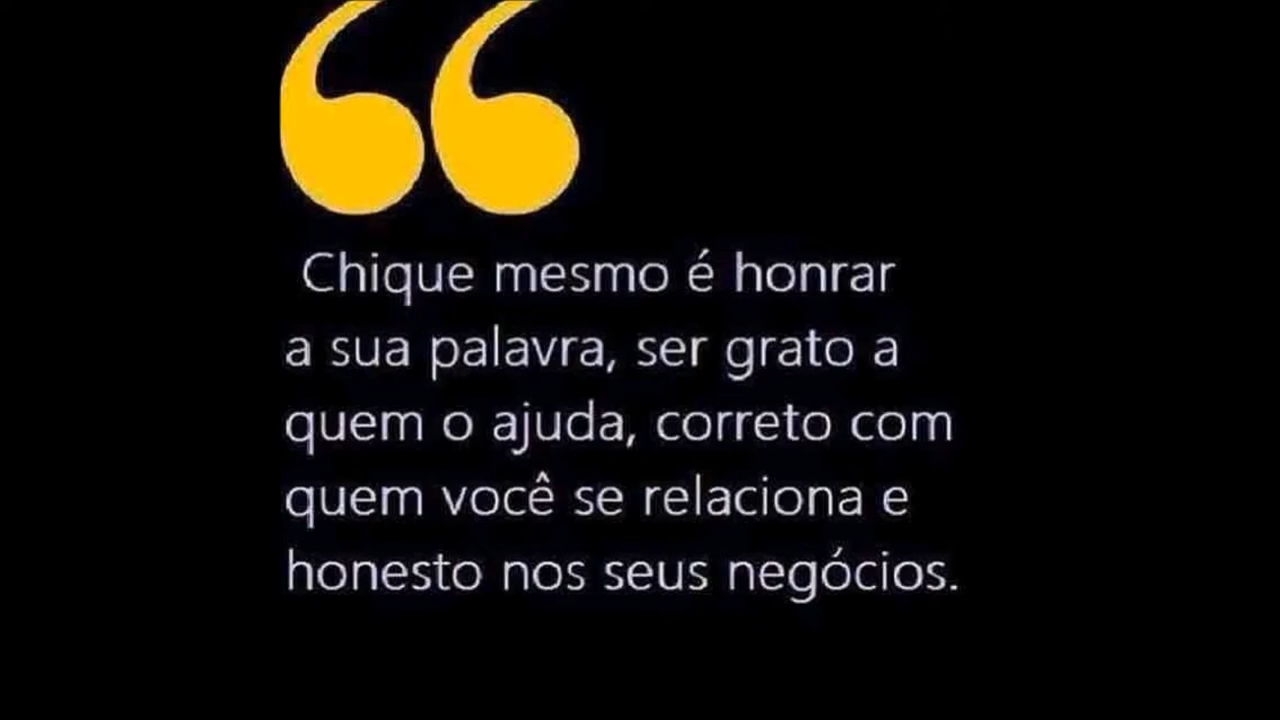 Chique mesmo é honrar
a sua palavra, ser grato a
quem o ajuda, correto com
quem você se relaciona e
honesto nos seus negócios.